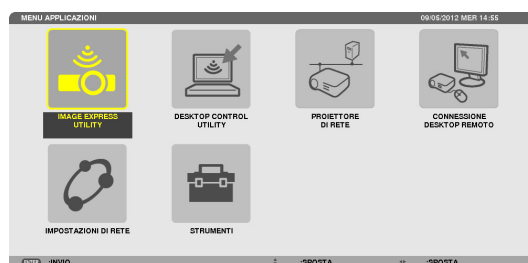 MENU APPLICAZIONI 09/05/2012 MER 14:55
IMAGE EXPRESS
UTILITY
DESKTOP CONTROL
UTILITY
PROIETTORE
DI RETE
CONNESSIONE
DESKTOP REMOTO
IMPOSTAZIONI DI RETE
STRUMENTI
ENTER :INVIO :SPOSTA :SPOSTA